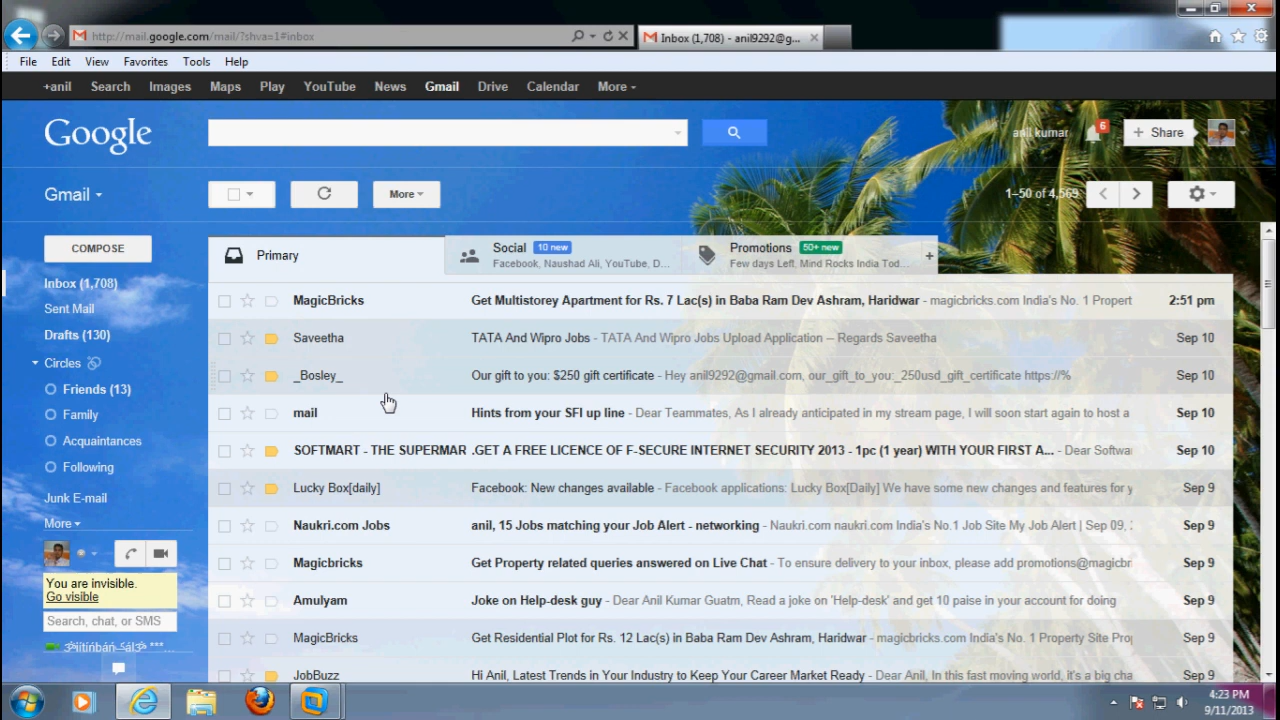 http://mail.google.com/mail/?shva=1#inbox
Inbox (1,708) - anil9292@g...
File Edit View Favorites Tools Help
+anil Search Images Maps Play YouTube News Gmail Drive Calendar More
Google
anil kumar 6 + Share
Gmail
More
1–50 of 4,569
COMPOSE
Inbox (1,708)
Sent Mail
Drafts (130)
Circles
Friends (13)
Family
Acquaintances
Following
Junk E-mail
More
You are invisible.
Go visible
Search, chat, or SMS
Primary
Social 10 new
Facebook, Naushad Ali, YouTube, D...
Promotions 50+ new
Few days Left, Mind Rocks India Tod...
+
MagicBricks Get Multistorey Apartment for Rs. 7 Lac(s) in Baba Ram Dev Ashram, Haridwar - magicbricks.com India's No. 1 Propert 2:51 pm
Saveetha TATA And Wipro Jobs - TATA And Wipro Jobs Upload Application -- Regards Saveetha Sep 10
_Bosley_ Our gift to you: $250 gift certificate - Hey anil9292@gmail.com, our_gift_to_you:_250usd_gift_certificate https://% Sep 10
mail Hints from your SFI up line - Dear Teammates, As I already anticipated in my stream page, I will soon start again to host a Sep 10
SOFTMART - THE SUPERMAR. .GET A FREE LICENCE OF F-SECURE INTERNET SECURITY 2013 - 1pc (1 year) WITH YOUR FIRST A... - Dear Softwa Sep 10
Lucky Box[daily] Facebook: New changes available - Facebook applications: Lucky Box[Daily] We have some new changes and features for y Sep 9
Naukri.com Jobs anil, 15 Jobs matching your Job Alert - networking - Naukri.com naukri.com India's No.1 Job Site My Job Alert | Sep 09, Sep 9
Magicbricks Get Property related queries answered on Live Chat - To ensure delivery to your inbox, please add promotions@magicbr Sep 9
Amulyam Joke on Help-desk guy - Dear Anil Kumar Guatm, Read a joke on 'Help-desk' and get 10 paise in your account for doing Sep 9
MagicBricks Get Residential Plot for Rs. 12 Lac(s) in Baba Ram Dev Ashram, Haridwar - magicbricks.com India's No. 1 Property Site Prop Sep 9
JobBuzz Hi Anil, Latest Trends in Your Industry to Keep Your Career Market Ready - Dear Anil, In this fast moving world, it's a big cha Sep 9
4:23 PM
9/11/2013